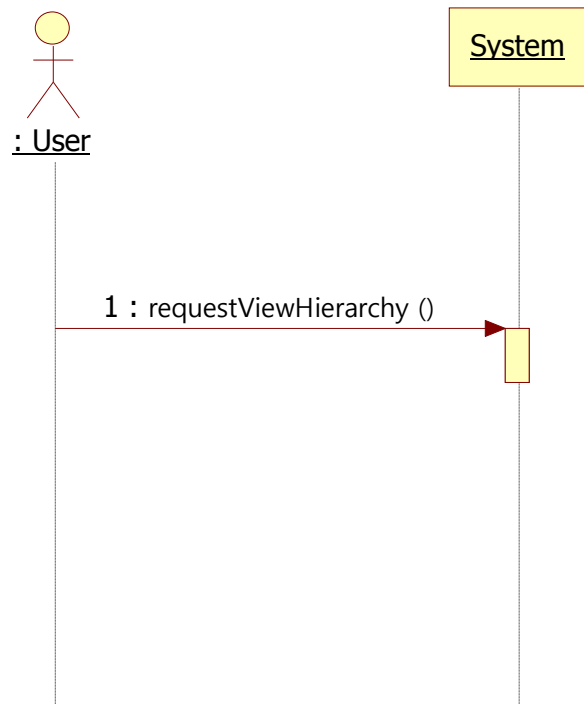 System
: User
1 : requestViewHierarchy ()